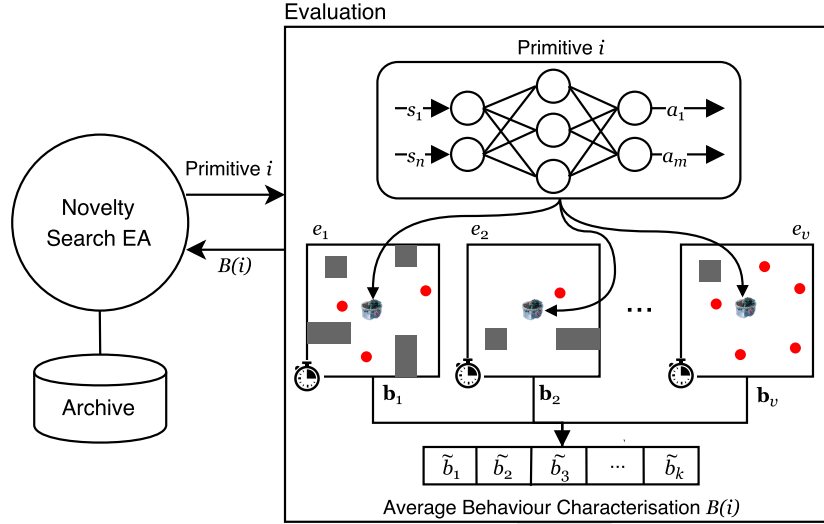 Evaluation
Primitive i
s1
a1
sn
am
Primitive i
Novelty
Search EA
B(i)
e1
e2
ev
...
b1
b2
bv
Archive
b̃1 b̃2 b̃3 ... b̃k
Average Behaviour Characterisation B(i)